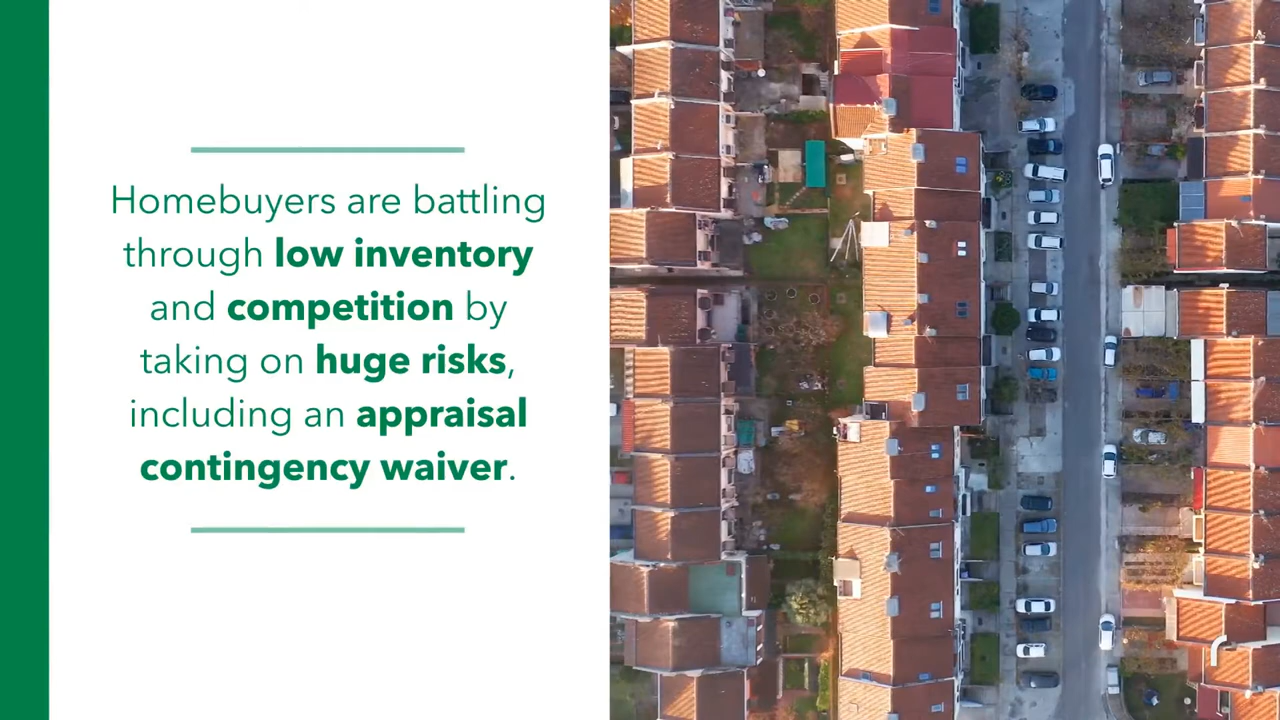 Homebuyers are battling
through low inventory
and competition by
taking on huge risks,
including an appraisal
contingency waiver.